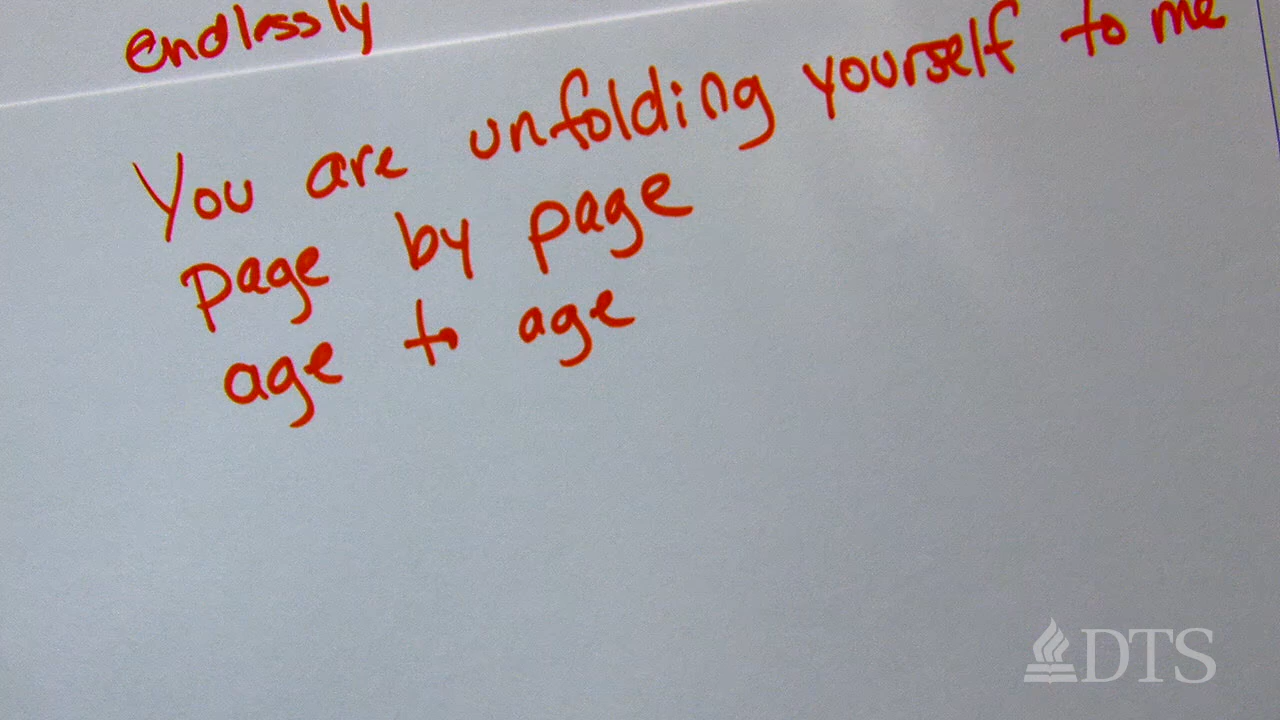 endlessly
You are unfolding yourself to me
page by page
age to age
DTS